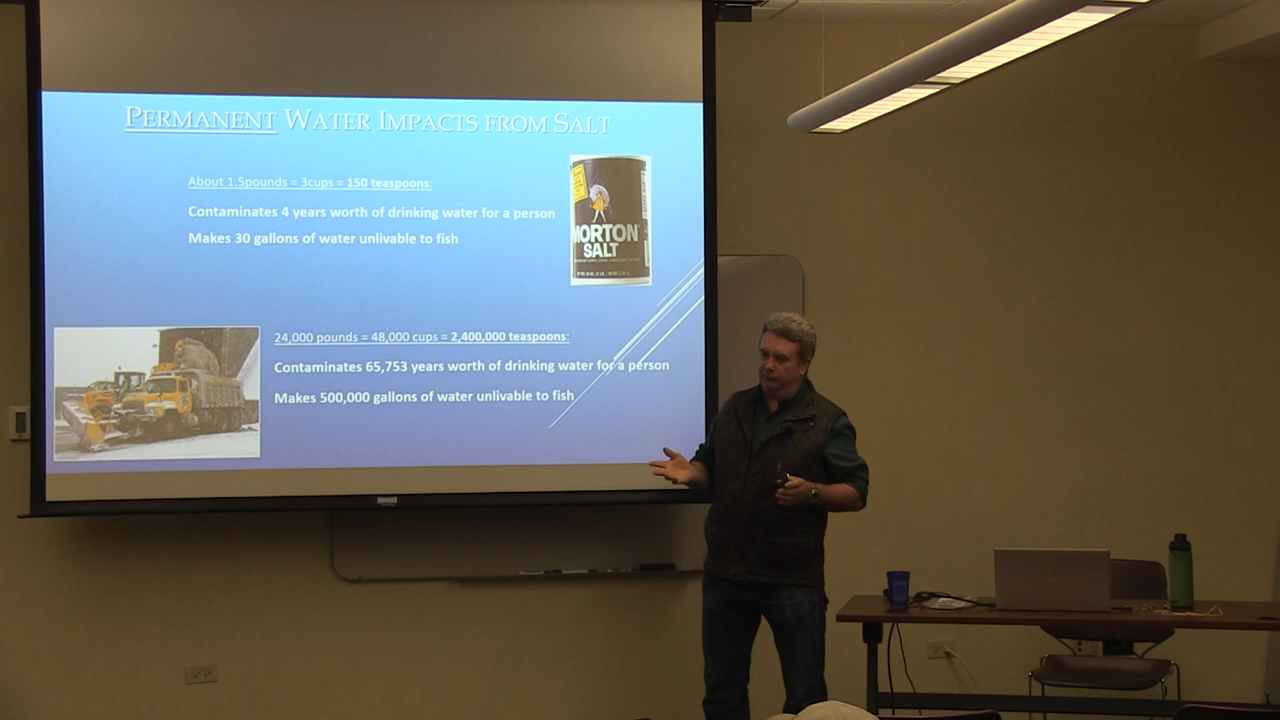 PERMANENT WATER IMPACTS FROM SALT
About 1.5pounds = 3cups = 150 teaspoons:
Contaminates 4 years worth of drinking water for a person
Makes 30 gallons of water unlivable to fish
MORTON
SALT
24,000 pounds = 48,000 cups = 2,400,000 teaspoons:
Contaminates 65,753 years worth of drinking water for a person
Makes 500,000 gallons of water unlivable to fish